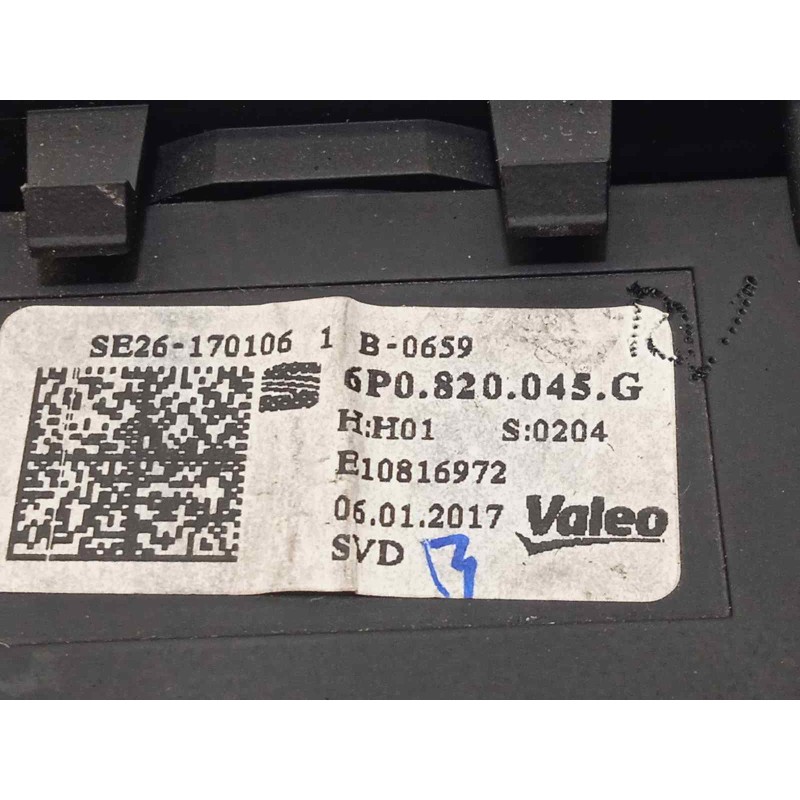 SE26-170106 1 B-0659
6P0.820.045.G
H:H01 S:0204
E10816972
06.01.2017 Valeo
SVD B